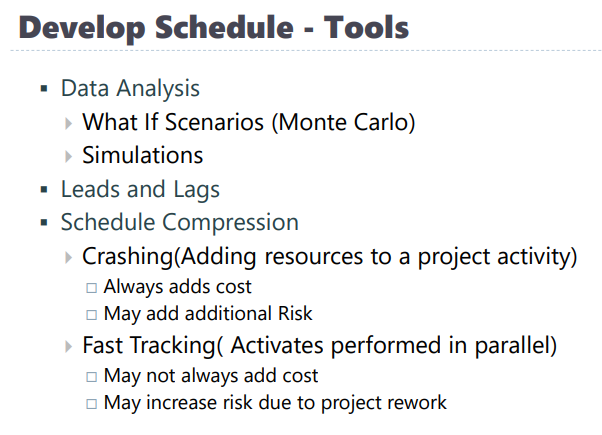 Develop Schedule - Tools
Data Analysis
What If Scenarios (Monte Carlo)
Simulations
Leads and Lags
Schedule Compression
Crashing(Adding resources to a project activity)
Always adds cost
May add additional Risk
Fast Tracking( Activates performed in parallel)
May not always add cost
May increase risk due to project rework